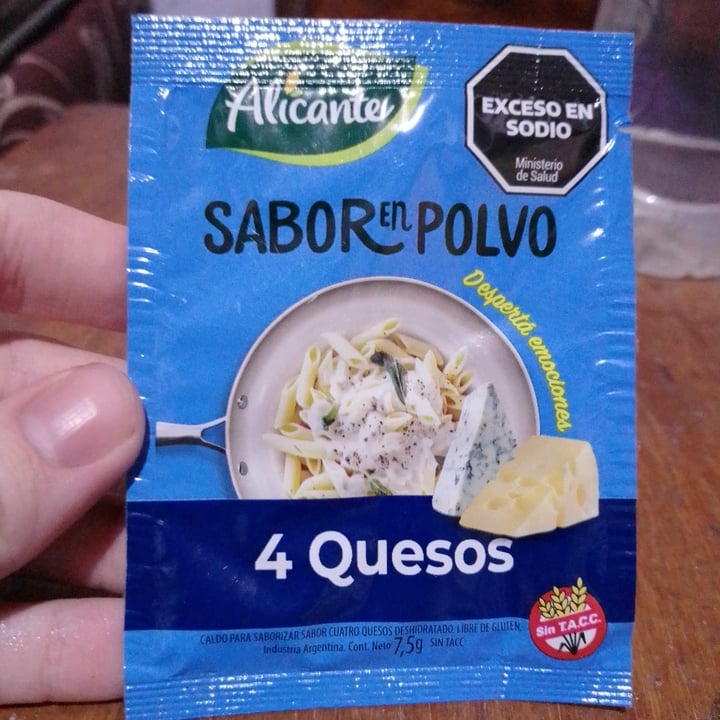 Alicante
EXCESO EN
SODIO
Ministerio
de Salud
SABOR EN POLVO
Despertá emociones
4 Quesos
Sin T.A.C.C.
CALDO PARA SABORIZAR SABOR CUATRO QUESOS DESHIDRATADO. LIBRE DE GLUTEN.
Industria Argentina. Cont. Neto 7,5g SIN TACC